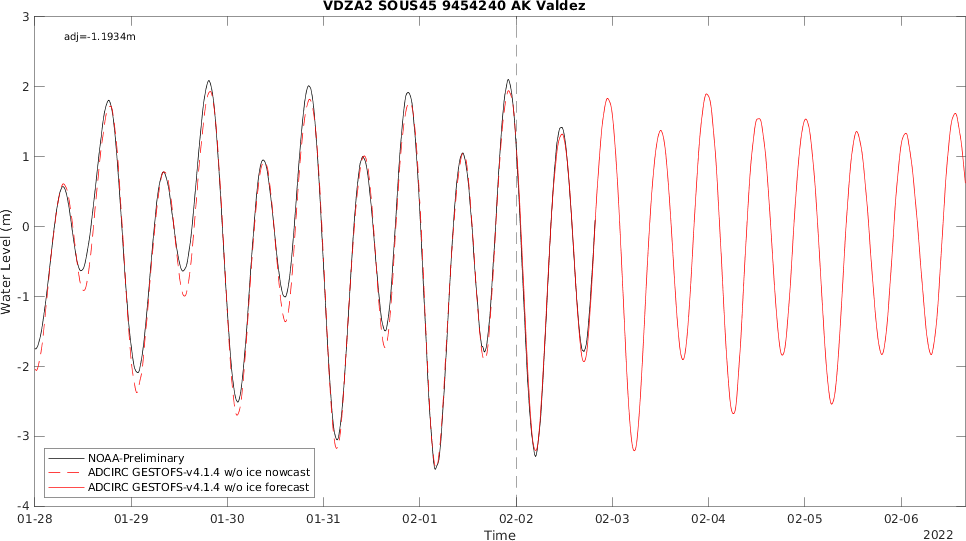 VDZA2 SOUS45 9454240 AK Valdez
adj=-1.1934m
3
2
1
0
-1
-2
-3
-4
Water Level (m)
NOAA-Preliminary
ADCIRC GESTOFS-v4.1.4 w/o ice nowcast
ADCIRC GESTOFS-v4.1.4 w/o ice forecast
01-28 01-29 01-30 01-31 02-01 02-02 02-03 02-04 02-05 02-06
Time
2022